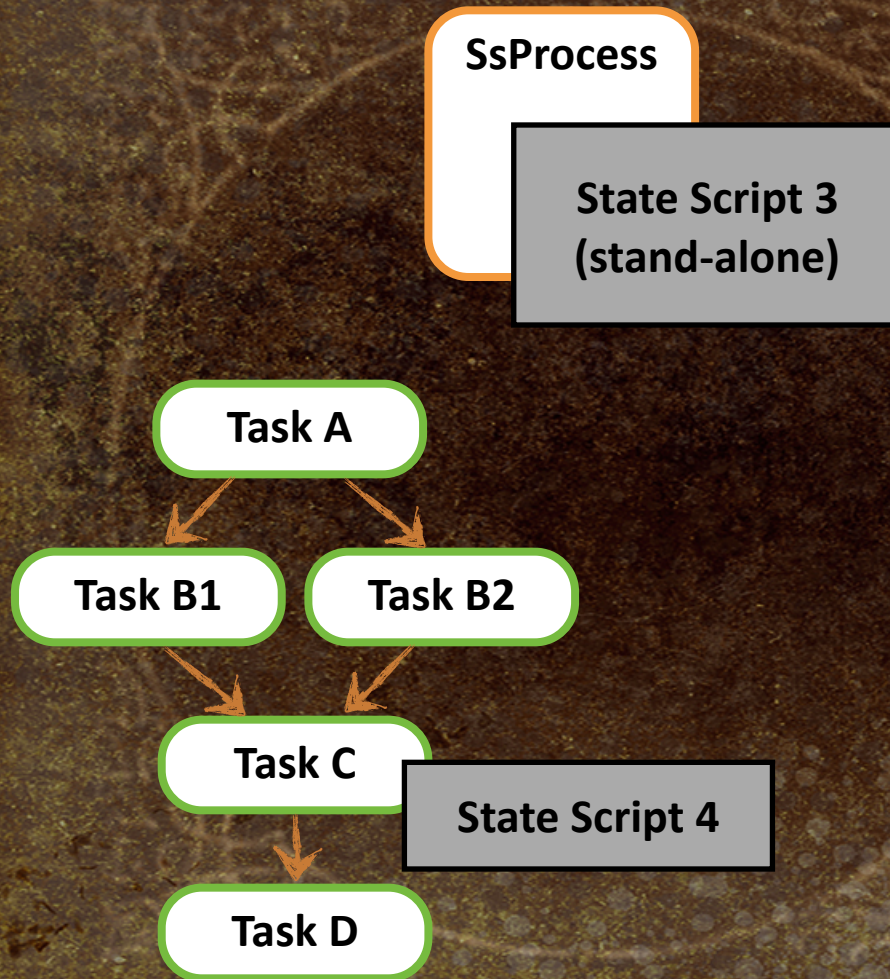 SsProcess
State Script 3
(stand-alone)
Task A
Task B1
Task B2
Task C
State Script 4
Task D